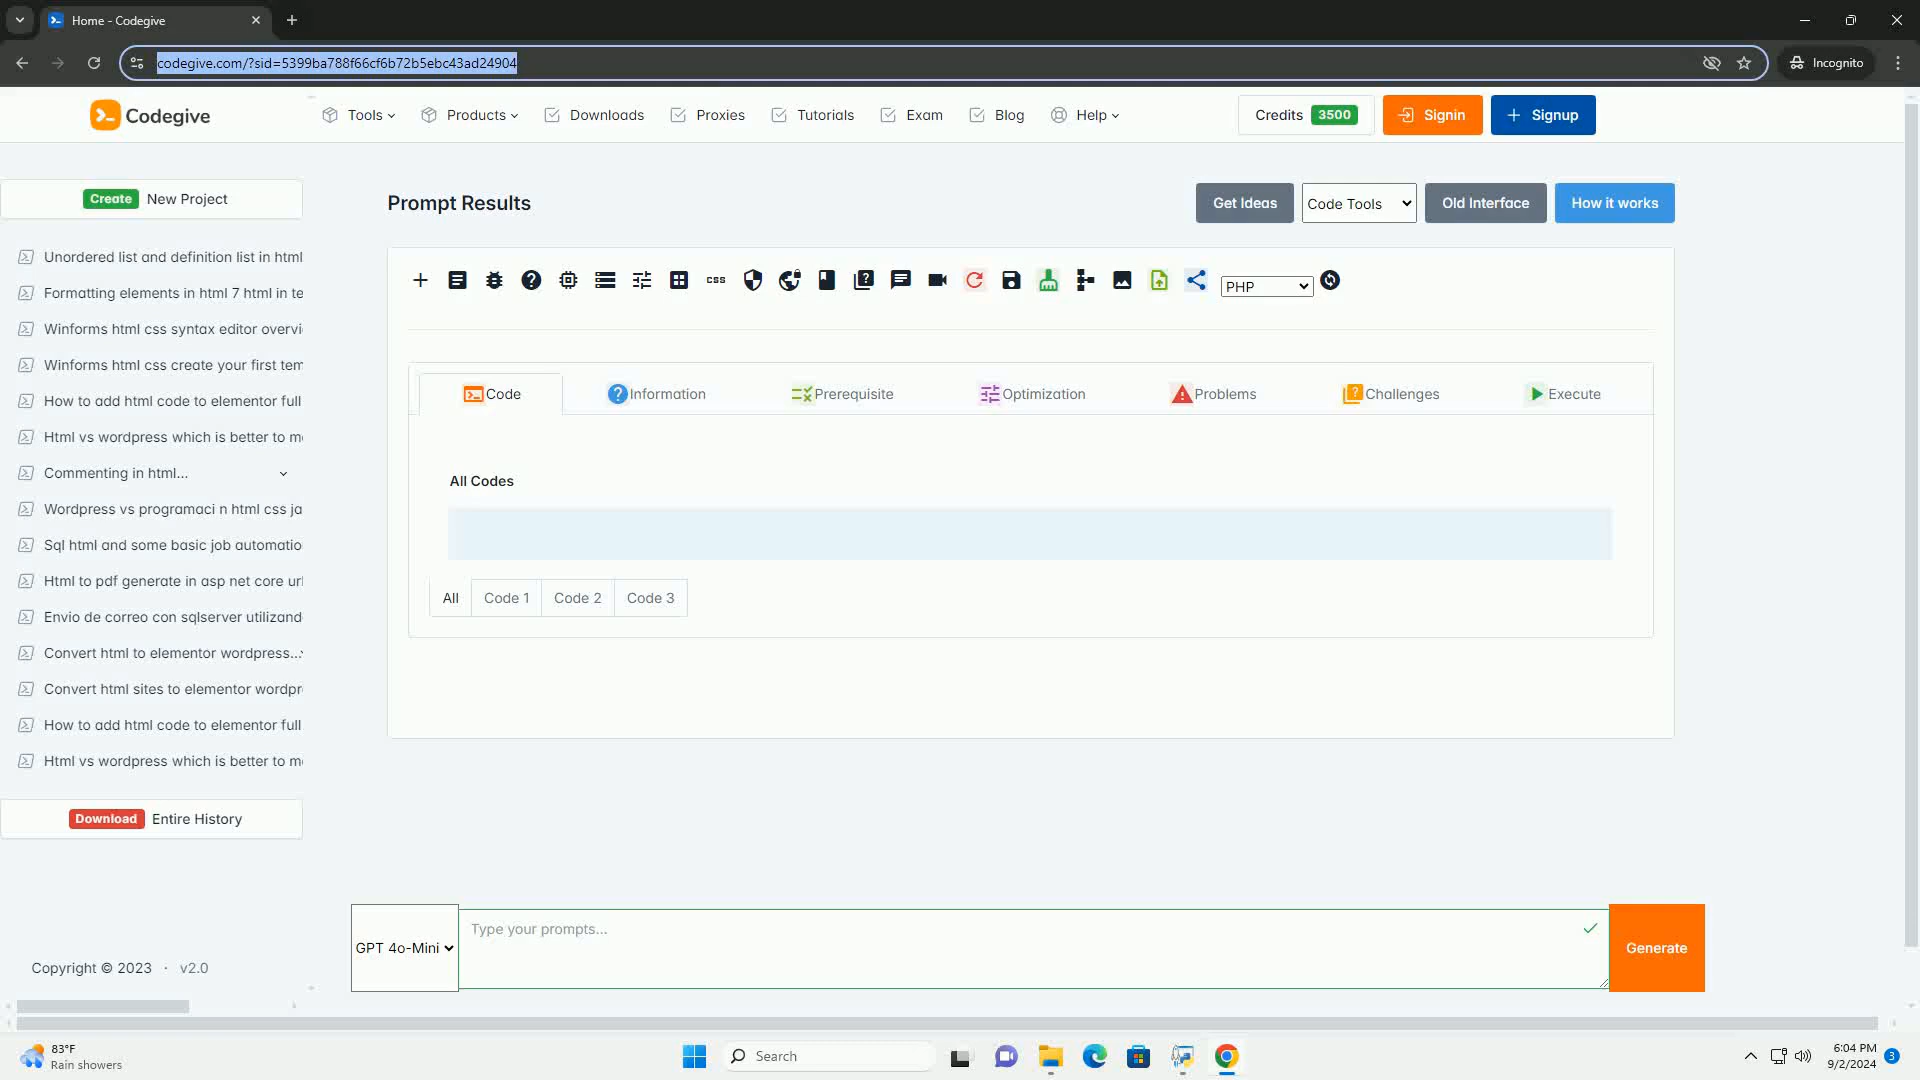 Home - Codegive
codegive.com/?sid=5399ba788f66cf6b72b5ebc43ad24904
Incognito
Codegive
Tools
Products
Downloads
Proxies
Tutorials
Exam
Blog
Help
Credits 3500
Signin
Signup
Create New Project
Unordered list and definition list in html
Formatting elements in html 7 html in te
Winforms html css syntax editor overvi
Winforms html css create your first tem
How to add html code to elementor full
Html vs wordpress which is better to m
Commenting in html...
Wordpress vs programaci n html css ja
Sql html and some basic job automatio
Html to pdf generate in asp net core ur
Envio de correo con sqlserver utilizand
Convert html to elementor wordpress...
Convert html sites to elementor wordpr
How to add html code to elementor full
Html vs wordpress which is better to m
Download Entire History
Copyright © 2023 · v2.0
Prompt Results
Get Ideas
Code Tools
Old Interface
How it works
css
PHP
Code
Information
Prerequisite
Optimization
Problems
Challenges
Execute
All Codes
All
Code 1
Code 2
Code 3
GPT 4o-Mini
Type your prompts...
Generate
83°F
Rain showers
Search
6:04 PM
9/2/2024
3